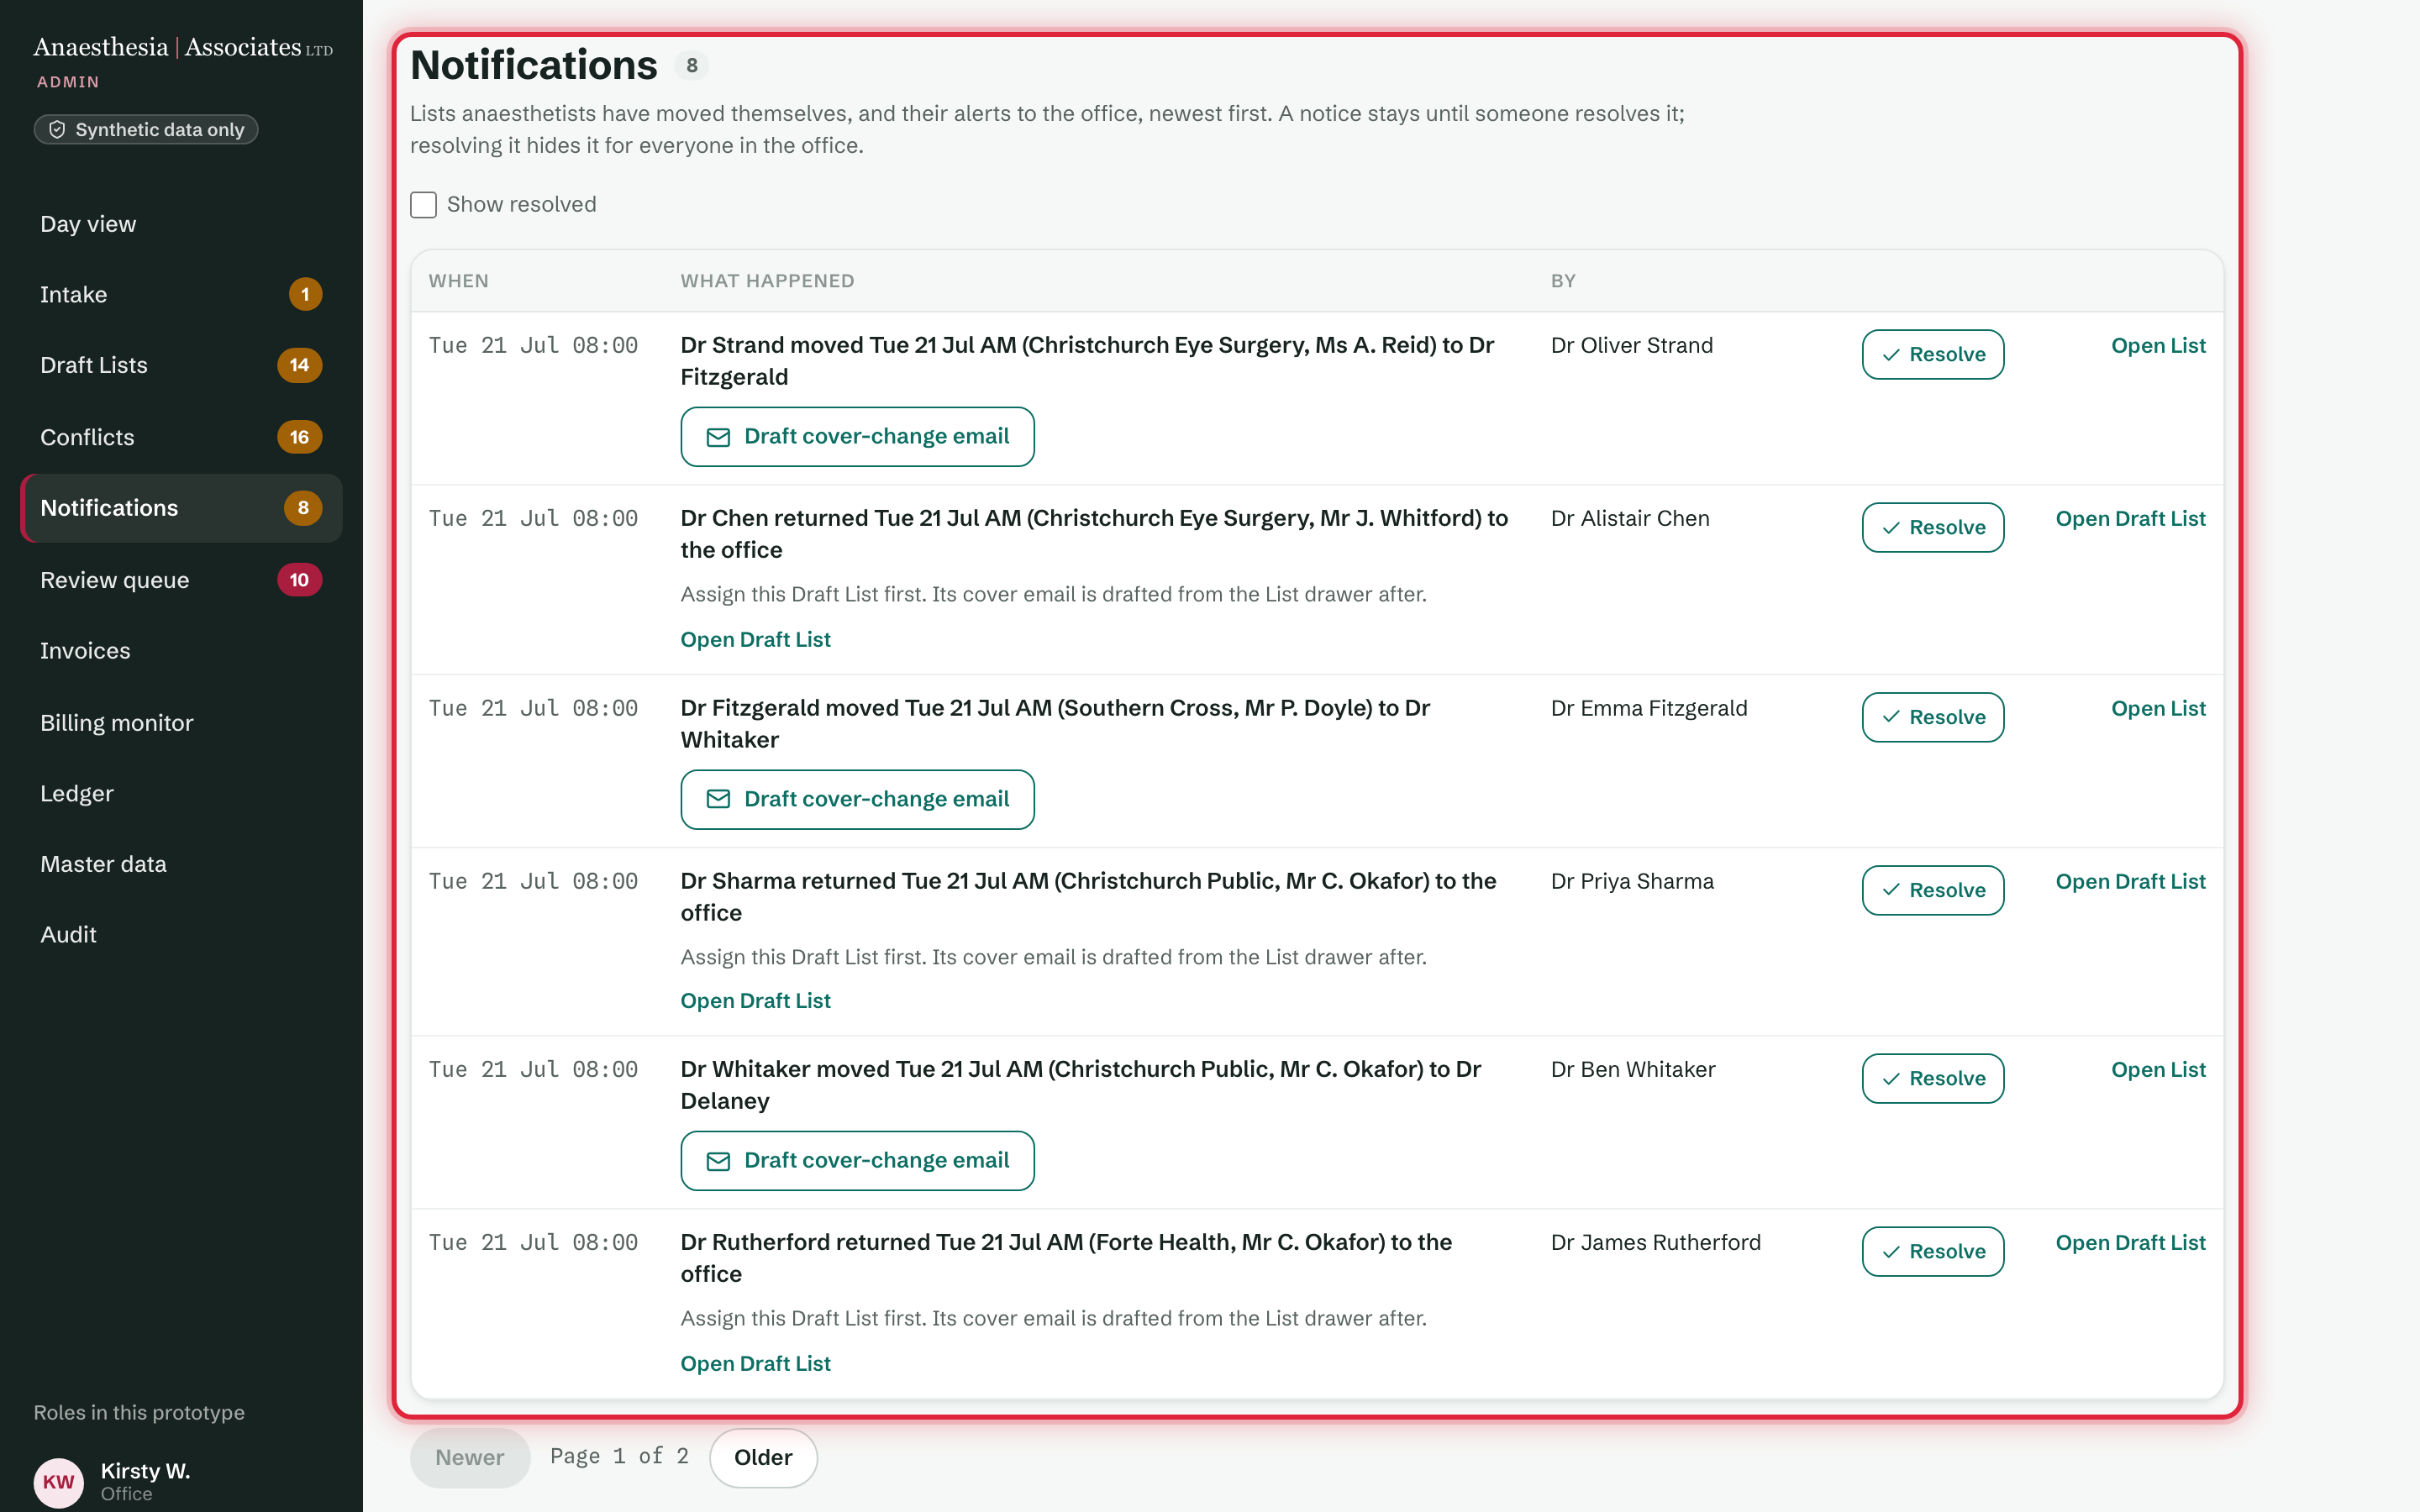 Anaesthesia | Associates LTD
ADMIN
Synthetic data only
Day view
Intake 1
Draft Lists 14
Conflicts 16
Notifications 8
Review queue 10
Invoices
Billing monitor
Ledger
Master data
Audit
Roles in this prototype
KW Kirsty W.
Office
Notifications 8
Lists anaesthetists have moved themselves, and their alerts to the office, newest first. A notice stays until someone resolves it;
resolving it hides it for everyone in the office.
Show resolved
WHEN WHAT HAPPENED BY
Tue 21 Jul 08:00 Dr Strand moved Tue 21 Jul AM (Christchurch Eye Surgery, Ms A. Reid) to Dr Dr Oliver Strand Resolve Open List
Fitzgerald
Draft cover-change email
Tue 21 Jul 08:00 Dr Chen returned Tue 21 Jul AM (Christchurch Eye Surgery, Mr J. Whitford) to Dr Alistair Chen Resolve Open Draft List
the office
Assign this Draft List first. Its cover email is drafted from the List drawer after.
Open Draft List
Tue 21 Jul 08:00 Dr Fitzgerald moved Tue 21 Jul AM (Southern Cross, Mr P. Doyle) to Dr Dr Emma Fitzgerald Resolve Open List
Whitaker
Draft cover-change email
Tue 21 Jul 08:00 Dr Sharma returned Tue 21 Jul AM (Christchurch Public, Mr C. Okafor) to the Dr Priya Sharma Resolve Open Draft List
office
Assign this Draft List first. Its cover email is drafted from the List drawer after.
Open Draft List
Tue 21 Jul 08:00 Dr Whitaker moved Tue 21 Jul AM (Christchurch Public, Mr C. Okafor) to Dr Dr Ben Whitaker Resolve Open List
Delaney
Draft cover-change email
Tue 21 Jul 08:00 Dr Rutherford returned Tue 21 Jul AM (Forte Health, Mr C. Okafor) to the Dr James Rutherford Resolve Open Draft List
office
Assign this Draft List first. Its cover email is drafted from the List drawer after.
Open Draft List
Newer Page 1 of 2 Older